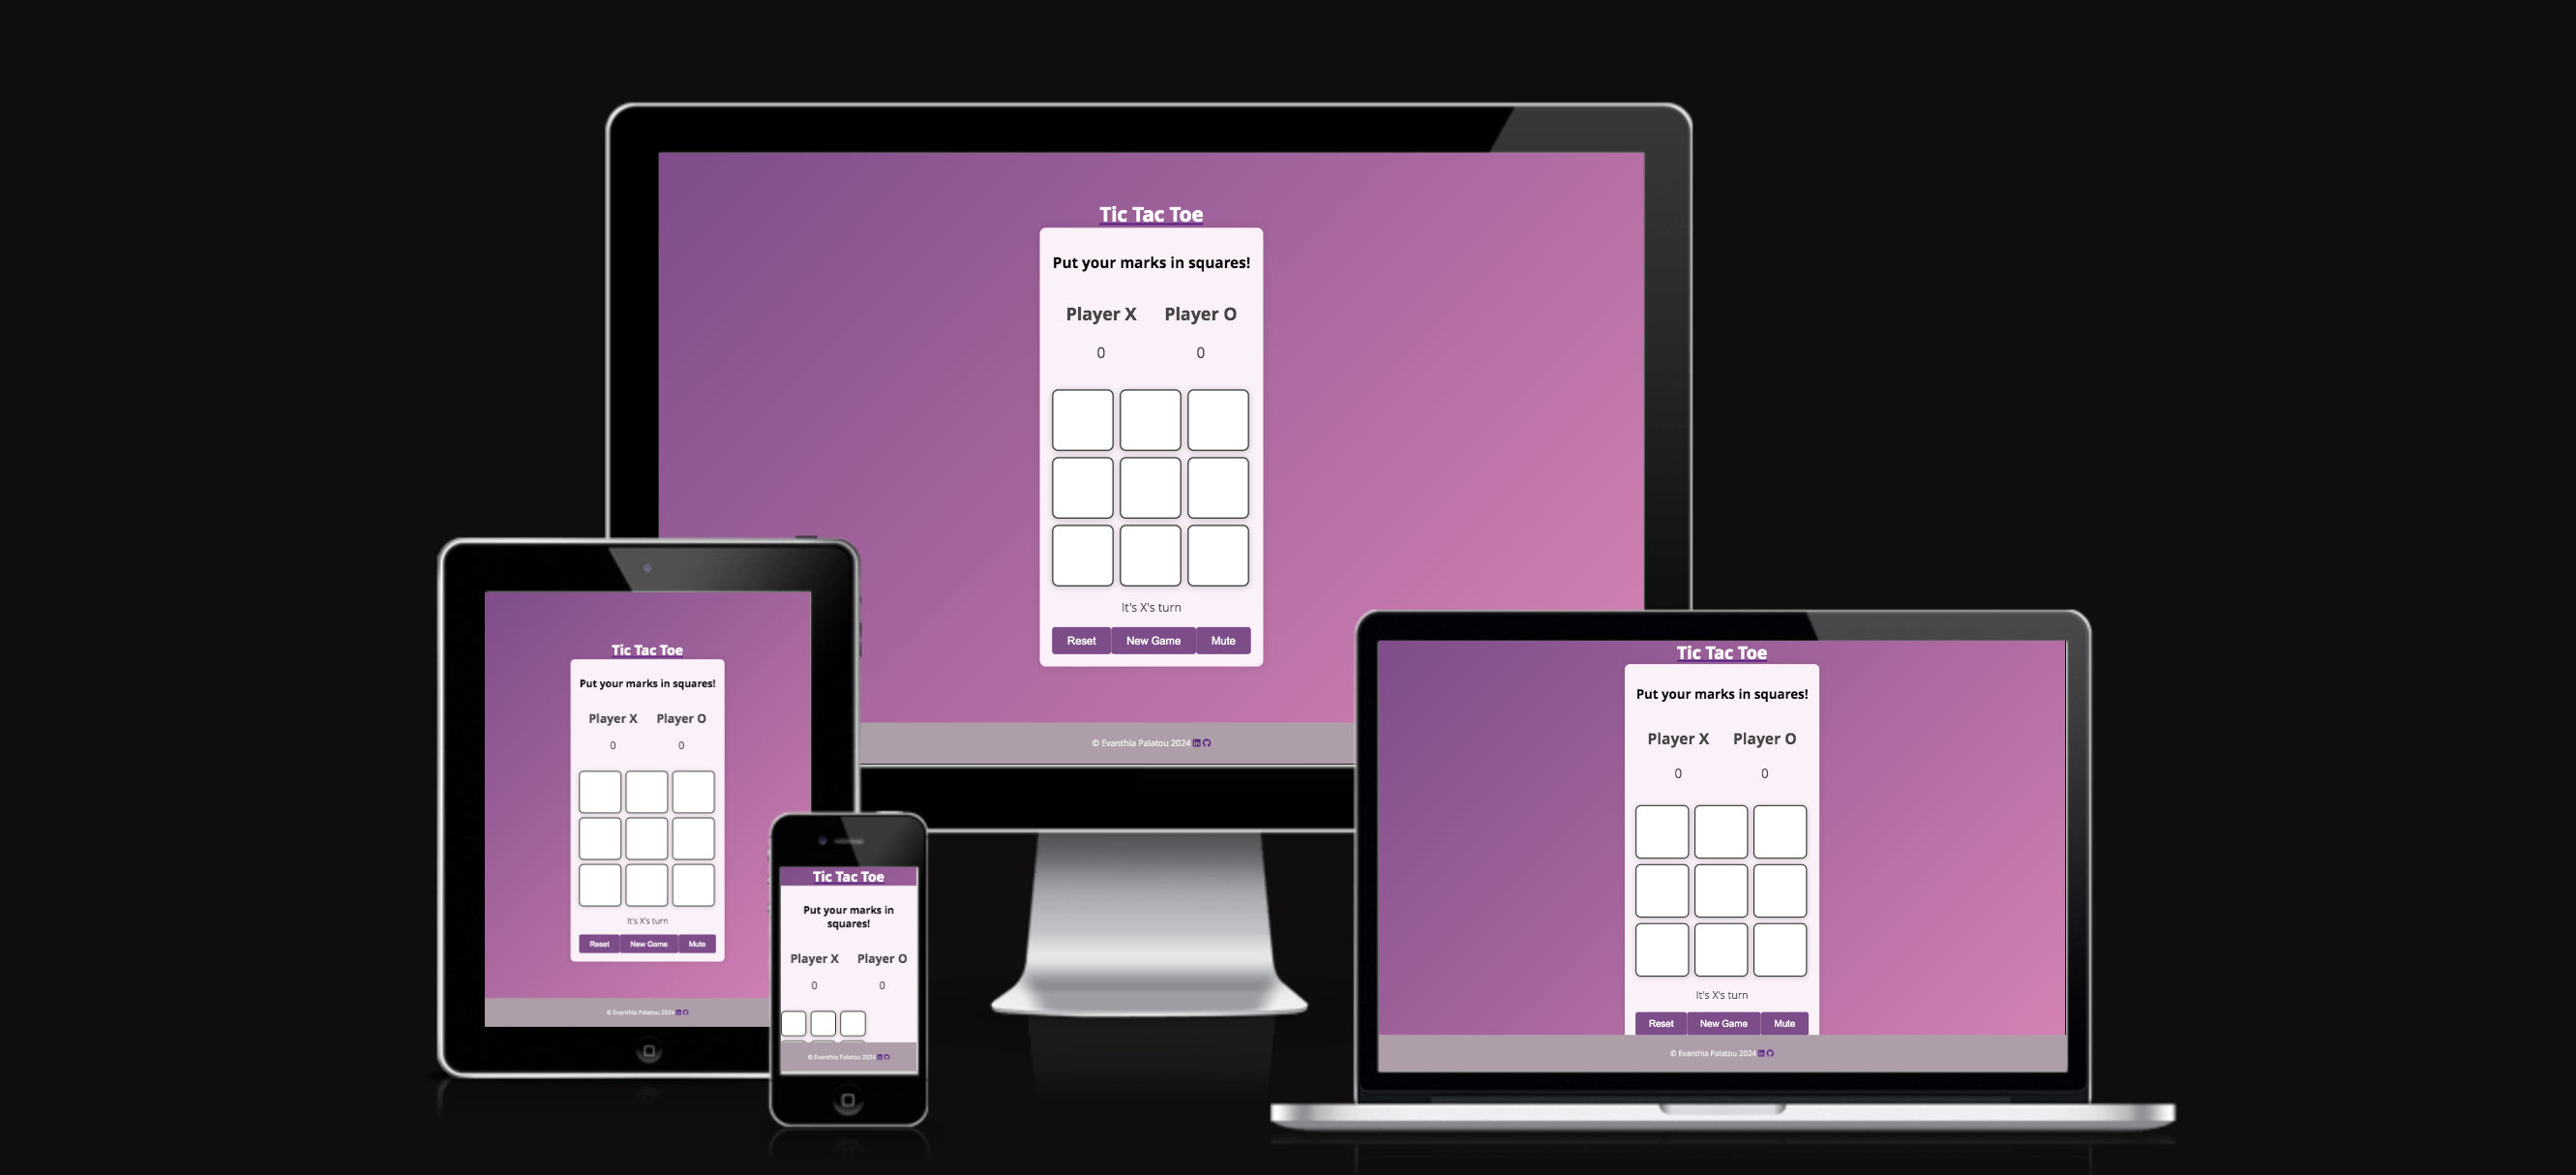 Tic Tac Toe
Put your marks in squares!
Player X Player O
0 0
It's X's turn
Reset New Game Mute
© Evanthia Palatou 2024
Tic Tac Toe
Put your marks in squares!
Player X Player O
0 0
It's X's turn
Reset New Game Mute
© Evanthia Palatou 2024
Tic Tac Toe
Put your marks in
squares!
Player X Player O
0 0
© Evanthia Palatou 2024
Tic Tac Toe
Put your marks in squares!
Player X Player O
0 0
It's X's turn
Reset New Game Mute
© Evanthia Palatou 2024